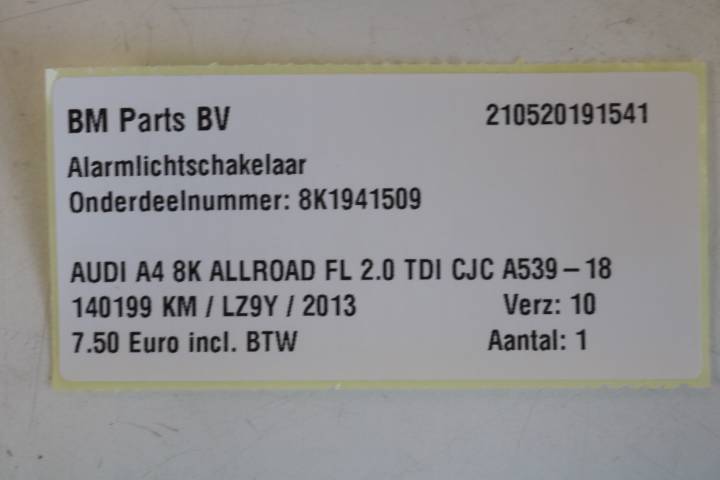 BM Parts BV 210520191541
Alarmlichtschakelaar
Onderdeelnummer: 8K1941509
AUDI A4 8K ALLROAD FL 2.0 TDI CJC A539-18
140199 KM / LZ9Y / 2013 Verz: 10
7.50 Euro incl. BTW Aantal: 1